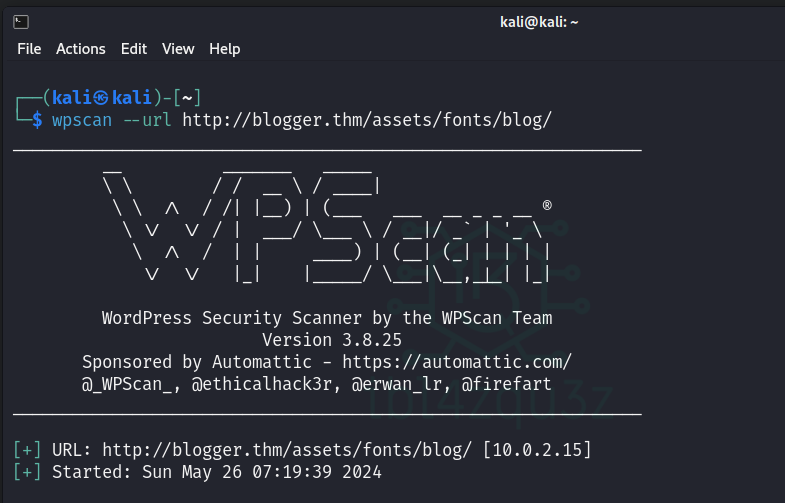 kali@kali: ~
File Actions Edit View Help
┌──(kali㉿kali)-[~]
└─$ wpscan --url http://blogger.thm/assets/fonts/blog/
WPScan ®
WordPress Security Scanner by the WPScan Team
Version 3.8.25
Sponsored by Automattic - https://automattic.com/
@_WPScan_, @ethicalhack3r, @erwan_lr, @firefart
[+] URL: http://blogger.thm/assets/fonts/blog/ [10.0.2.15]
[+] Started: Sun May 26 07:19:39 2024